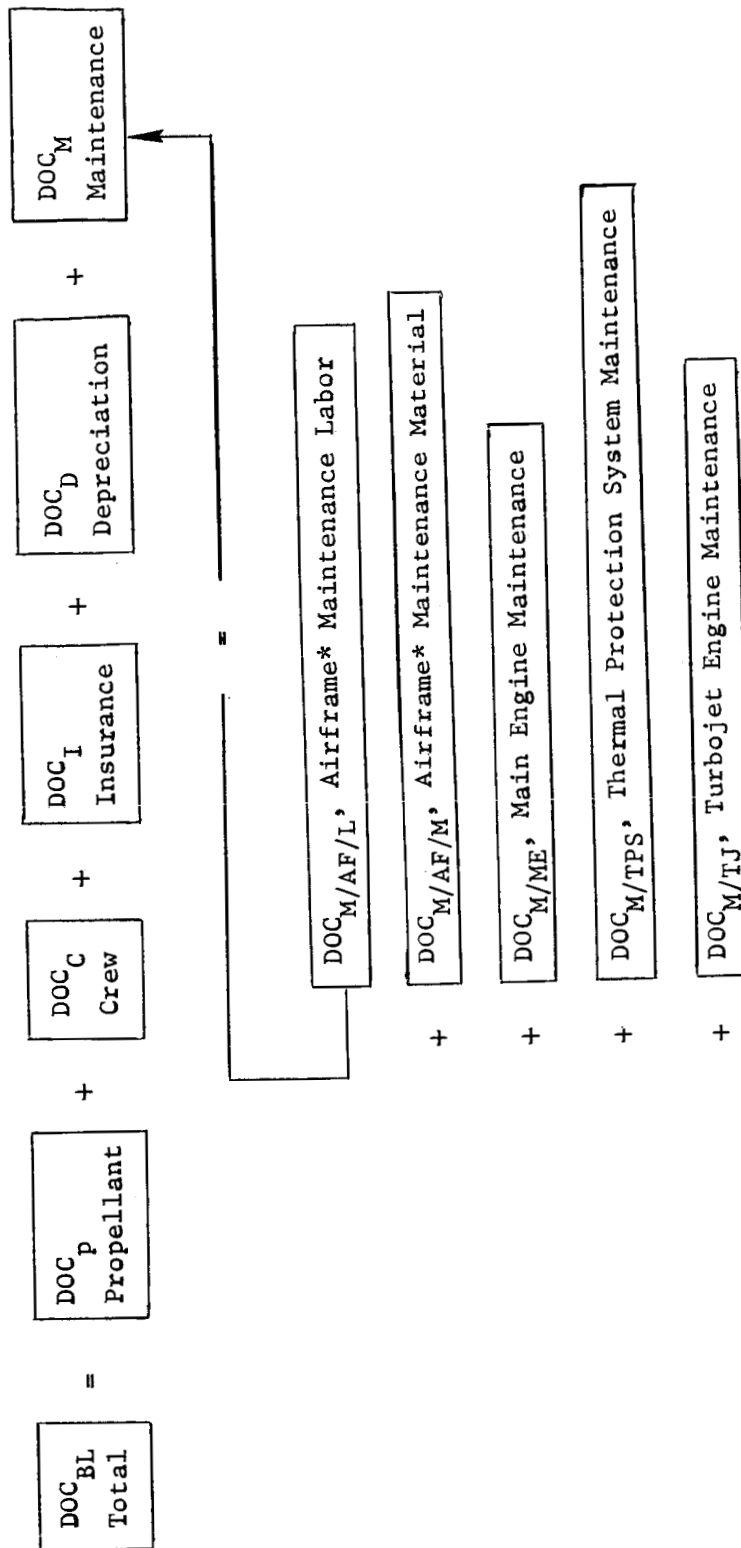 DOC_BL
Total
=
DOC_p
Propellant
+
DOC_C
Crew
+
DOC_I
Insurance
+
DOC_D
Depreciation
+
DOC_M
Maintenance
=
DOC_M/AF/L, Airframe* Maintenance Labor
+ DOC_M/AF/M, Airframe* Maintenance Material
+ DOC_M/ME, Main Engine Maintenance
+ DOC_M/TPS, Thermal Protection System Maintenance
+ DOC_M/TJ, Turbojet Engine Maintenance